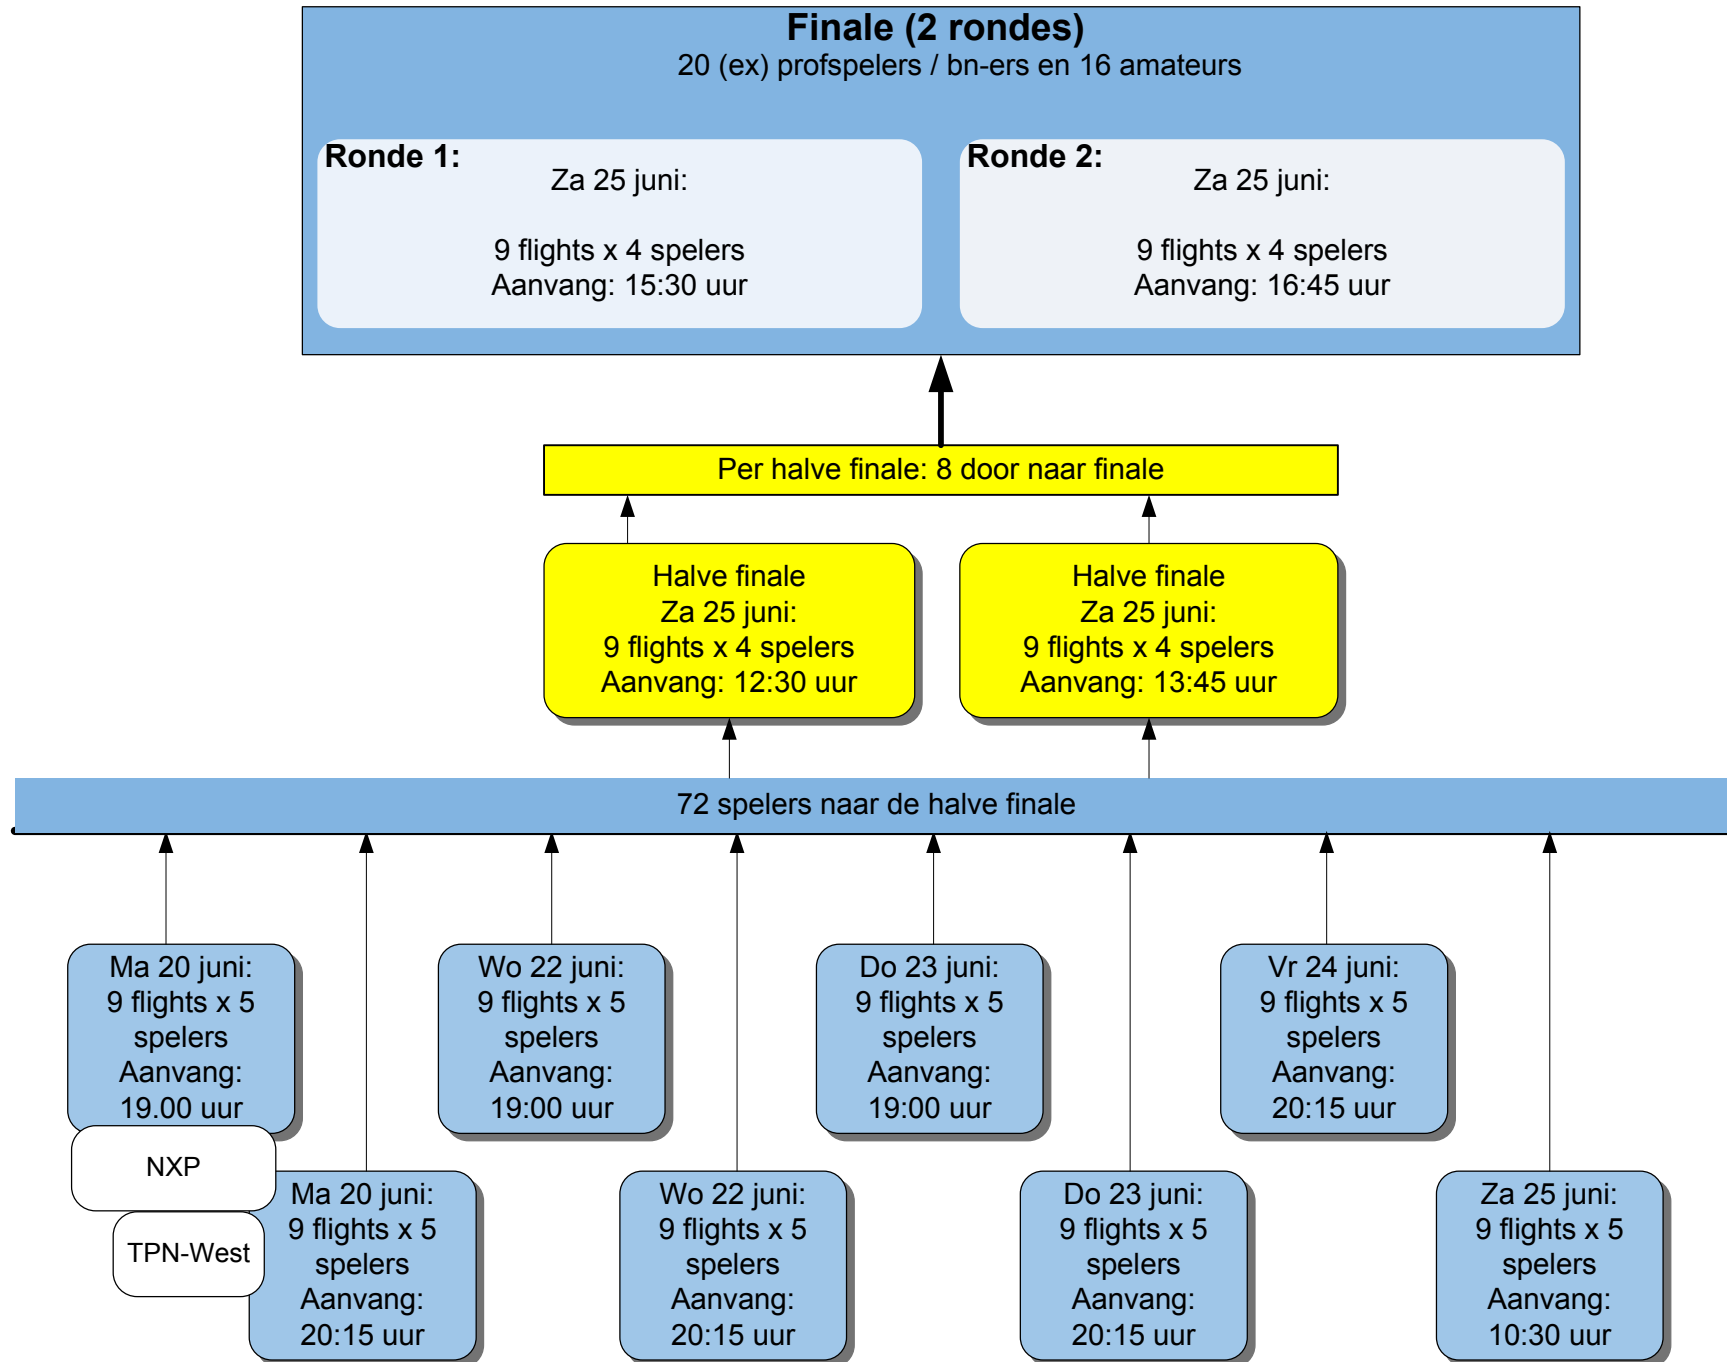 Finale (2 rondes)
20 (ex) profspelers / bn-ers en 16 amateurs
Ronde 1:
Za 25 juni:
9 flights x 4 spelers
Aanvang: 15:30 uur
Ronde 2:
Za 25 juni:
9 flights x 4 spelers
Aanvang: 16:45 uur
Per halve finale: 8 door naar finale
Halve finale
Za 25 juni:
9 flights x 4 spelers
Aanvang: 12:30 uur
Halve finale
Za 25 juni:
9 flights x 4 spelers
Aanvang: 13:45 uur
72 spelers naar de halve finale
Ma 20 juni:
9 flights x 5
spelers
Aanvang:
19.00 uur
Wo 22 juni:
9 flights x 5
spelers
Aanvang:
19:00 uur
Do 23 juni:
9 flights x 5
spelers
Aanvang:
19:00 uur
Vr 24 juni:
9 flights x 5
spelers
Aanvang:
20:15 uur
NXP
TPN-West
Ma 20 juni:
9 flights x 5
spelers
Aanvang:
20:15 uur
Wo 22 juni:
9 flights x 5
spelers
Aanvang:
20:15 uur
Do 23 juni:
9 flights x 5
spelers
Aanvang:
20:15 uur
Za 25 juni:
9 flights x 5
spelers
Aanvang:
10:30 uur